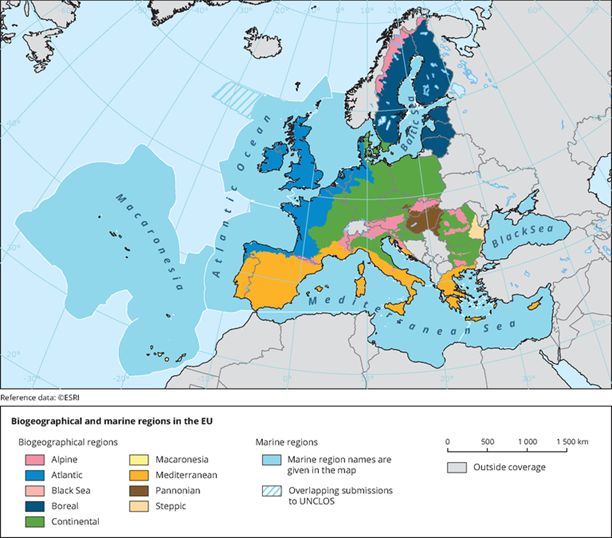 Atlantic Ocean
Macaronesia
Baltic Sea
Black Sea
Mediterranean Sea
Reference data: ©ESRI
Biogeographical and marine regions in the EU
Biogeographical regions
Alpine
Atlantic
Black Sea
Boreal
Continental
Macaronesia
Mediterranean
Pannonian
Steppic
Marine regions
Marine region names are
given in the map
Overlapping submissions
to UNCLOS
0 500 1 000 1 500 km
Outside coverage